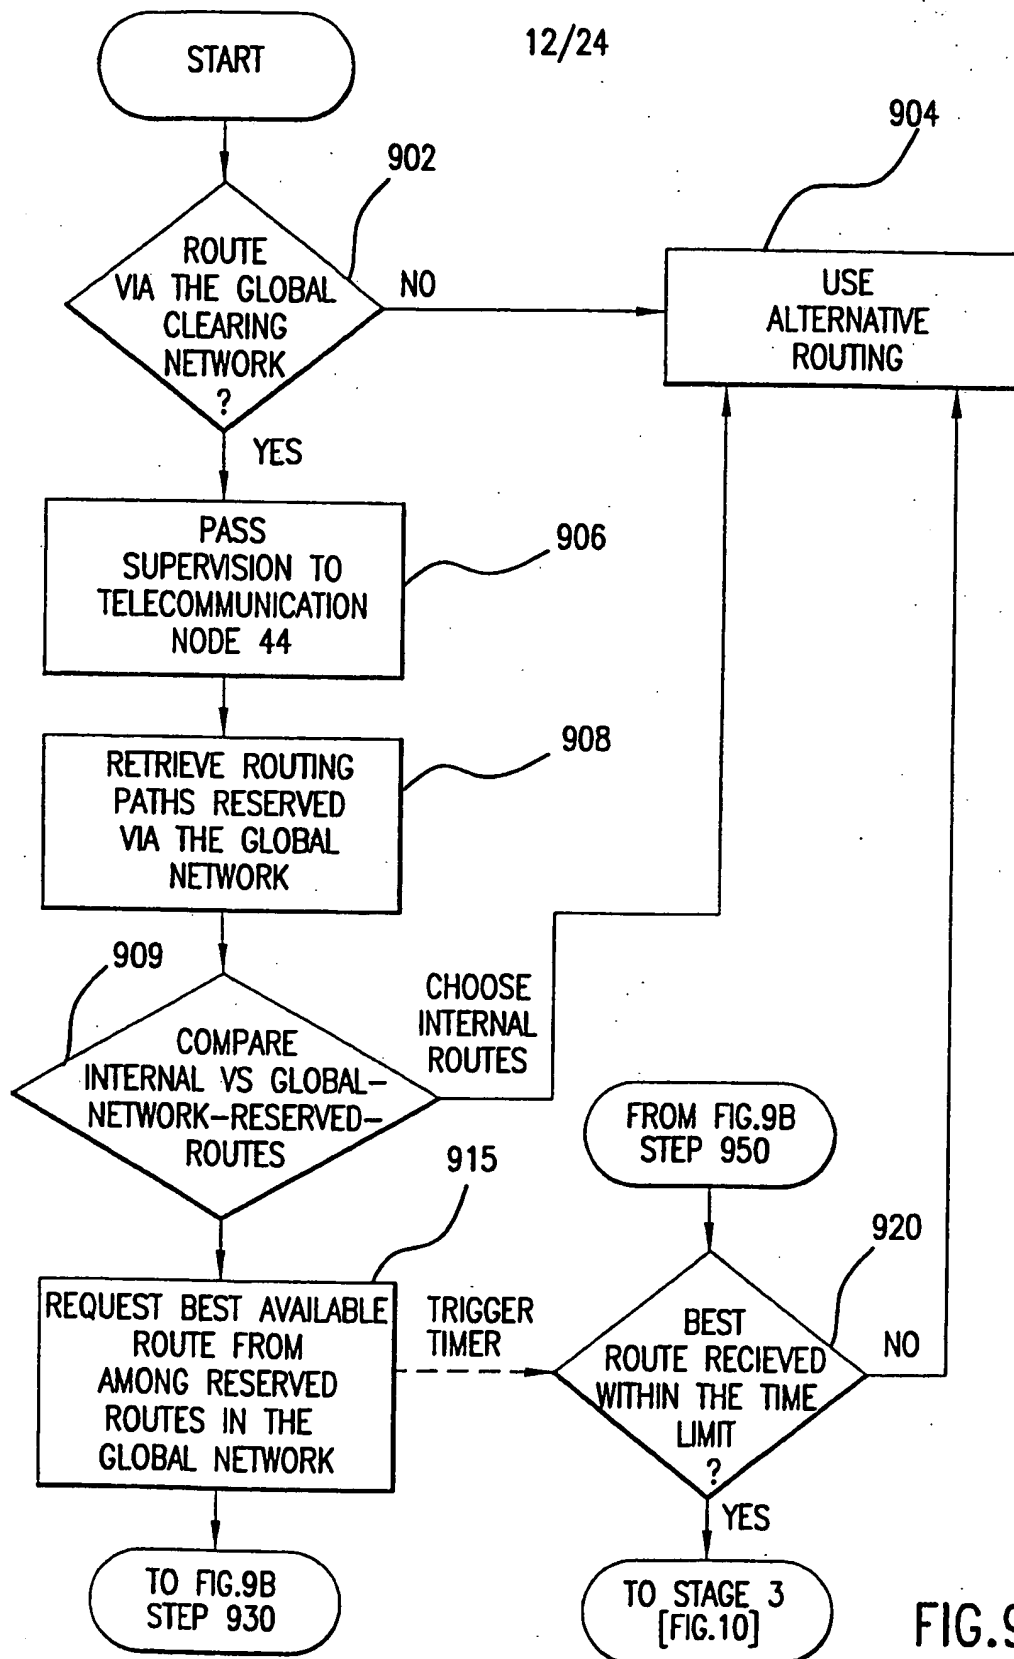 12/24
START
902
904
ROUTE
VIA THE GLOBAL
CLEARING
NETWORK
?
NO
USE
ALTERNATIVE
ROUTING
YES
PASS
SUPERVISION TO
TELECOMMUNICATION
NODE 44
906
RETRIEVE ROUTING
PATHS RESERVED
VIA THE GLOBAL
NETWORK
908
909
COMPARE
INTERNAL VS GLOBAL-
NETWORK-RESERVED-
ROUTES
CHOOSE
INTERNAL
ROUTES
FROM FIG.9B
STEP 950
915
920
REQUEST BEST AVAILABLE
ROUTE FROM
AMONG RESERVED
ROUTES IN THE
GLOBAL NETWORK
TRIGGER
TIMER
BEST
ROUTE RECIEVED
WITHIN THE TIME
LIMIT
?
NO
YES
TO FIG.9B
STEP 930
TO STAGE 3
[FIG.10]
FIG.9